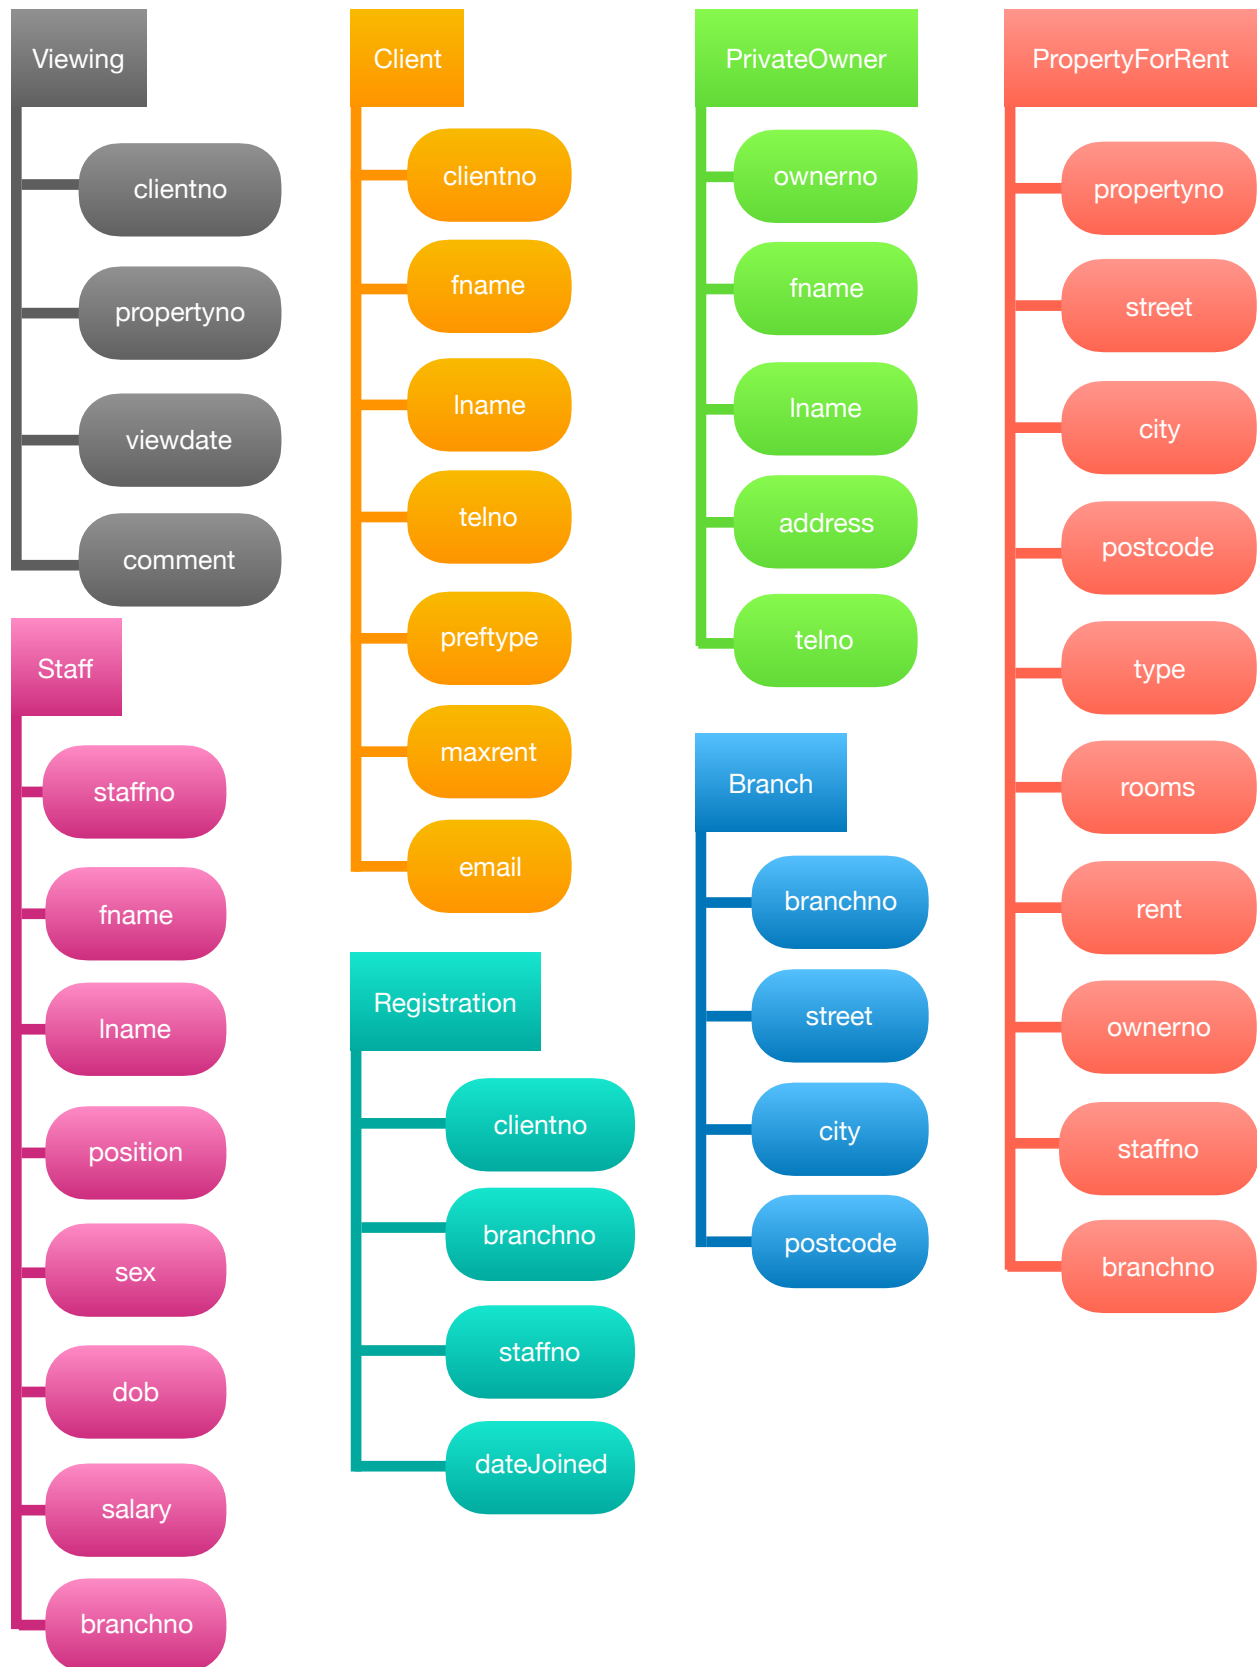 Viewing
clientno
propertyno
viewdate
comment
Staff
staffno
fname
lname
position
sex
dob
salary
branchno
Client
clientno
fname
lname
telno
preftype
maxrent
email
Registration
clientno
branchno
staffno
dateJoined
PrivateOwner
ownerno
fname
lname
address
telno
Branch
branchno
street
city
postcode
PropertyForRent
propertyno
street
city
postcode
type
rooms
rent
ownerno
staffno
branchno